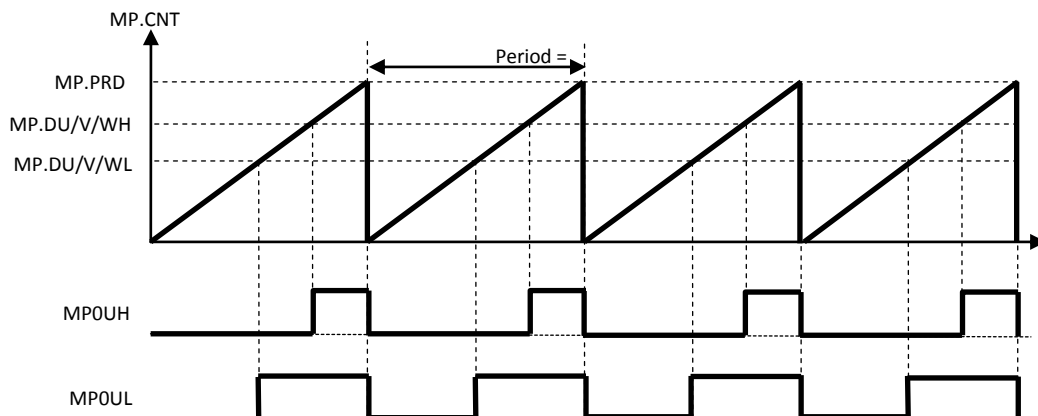 MP.CNT
Period =
MP.PRD
MP.DU/V/WH
MP.DU/V/WL
MP0UH
MP0UL